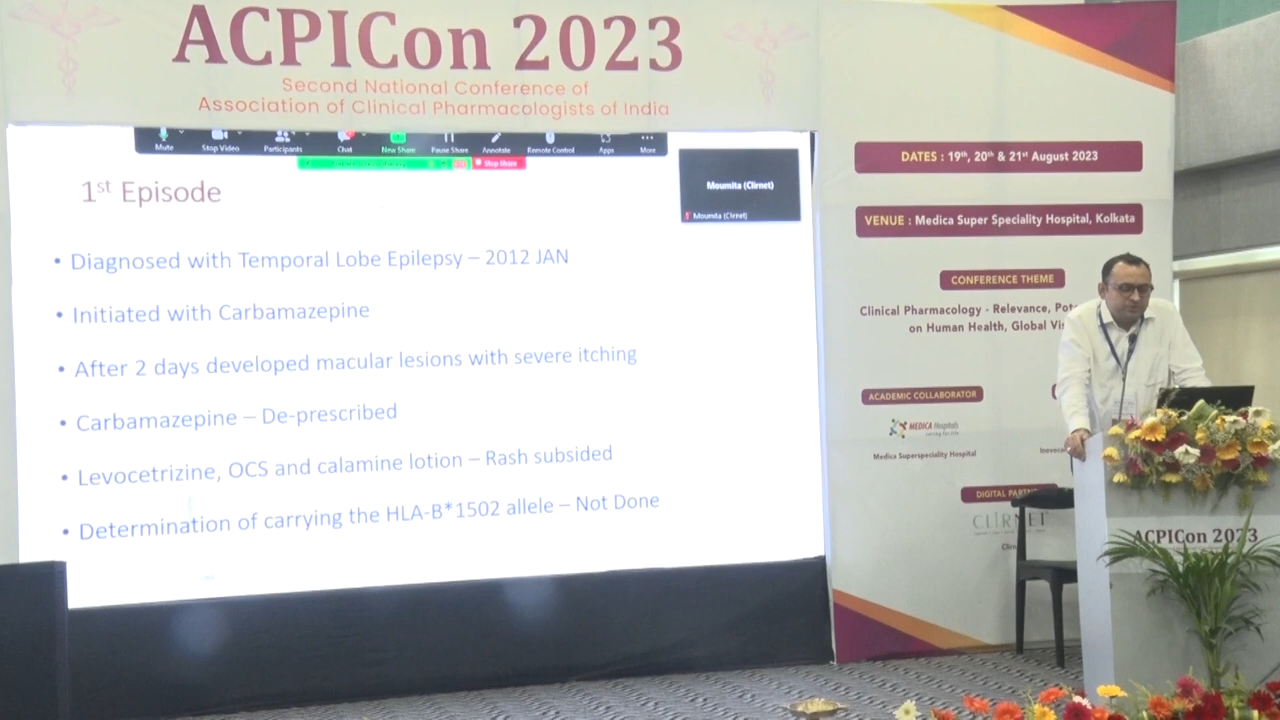 ACPICon 2023
Second National Conference of
Association of Clinical Pharmacologists of India
Mute
Stop Video
Participants
Chat
New Share
Pause Share
Annotate
Remote Control
Apps
More
Stop Share
1st Episode
Moumita (Clirnet)
Moumita (Clirnet)
• Diagnosed with Temporal Lobe Epilepsy – 2012 JAN
• Initiated with Carbamazepine
• After 2 days developed macular lesions with severe itching
• Carbamazepine – De-prescribed
• Levocetrizine, OCS and calamine lotion – Rash subsided
• Determination of carrying the HLA-B*1502 allele – Not Done
DATES : 19th, 20th & 21st August 2023
VENUE : Medica Super Speciality Hospital, Kolkata
CONFERENCE THEME
Clinical Pharmacology - Relevance,
on Human Health, Global
ACADEMIC COLLABORATOR
MEDICA Hospitals
Medica Superspeciality Hospital
DIGITAL
CLIRNET
ACPICon 2023